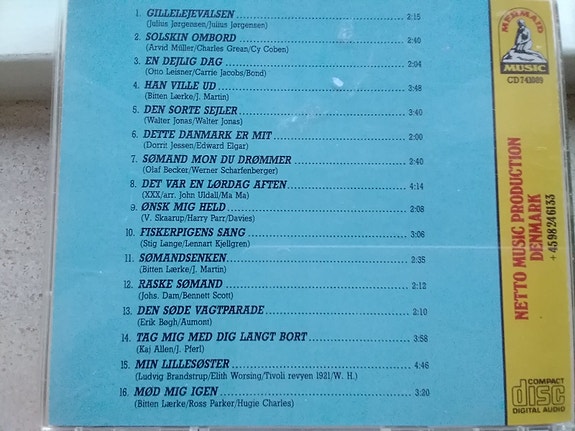 1. GILLELEJEVALSEN 2:15
(Julius Jørgensen/Julius Jørgensen)
2. SOLSKIN OMBORD 2:40
(Arvid Müller/Charles Grean/Cy Coben)
3. EN DEJLIG DAG 2:04
(Otto Leisner/Carrie Jacobs/Bond)
4. HAN VILLE UD 2:48
(Bitten Lærke/J. Martin)
5. DEN SORTE SEJLER 3:40
(Walter Jonas/Walter Jonas)
6. DETTE DANMARK ER MIT 2:00
(Dorrit Jessen/Edward Elgar)
7. SØMAND MON DU DRØMMER 2:40
(Olaf Becker/Werner Scharfenberger)
8. DET VAR EN LØRDAG AFTEN 4:14
(XXX/arr. John Uldall/Ma Ma)
9. ØNSK MIG HELD 2:08
(V. Skaarup/Harry Parr/Davies)
10. FISKERPIGENS SANG 3:06
(Stig Lange/Lennart Kjellgren)
11. SØMANDSENKEN 2:35
(Bitten Lærke/J. Martin)
12. RASKE SØMAND 2:12
(Johs. Dam/Bennett Scott)
13. DEN SØDE VAGTPARADE 2:10
(Erik Bøgh/Aumont)
14. TAG MIG MED DIG LANGT BORT 3:58
(Kaj Allen/J. Pferl)
15. MIN LILLESØSTER 4:46
(Ludvig Brandstrup/Elith Worsing/Tivoli revyen 1921/W. H.)
16. MØD MIG IGEN 3:20
(Bitten Lærke/Ross Parker/Hugie Charles)
MERMAID
MUSIC
CD 743989
NETTO MUSIC PRODUCTION
DENMARK
+4598246133
COMPACT
disc
DIGITAL AUDIO